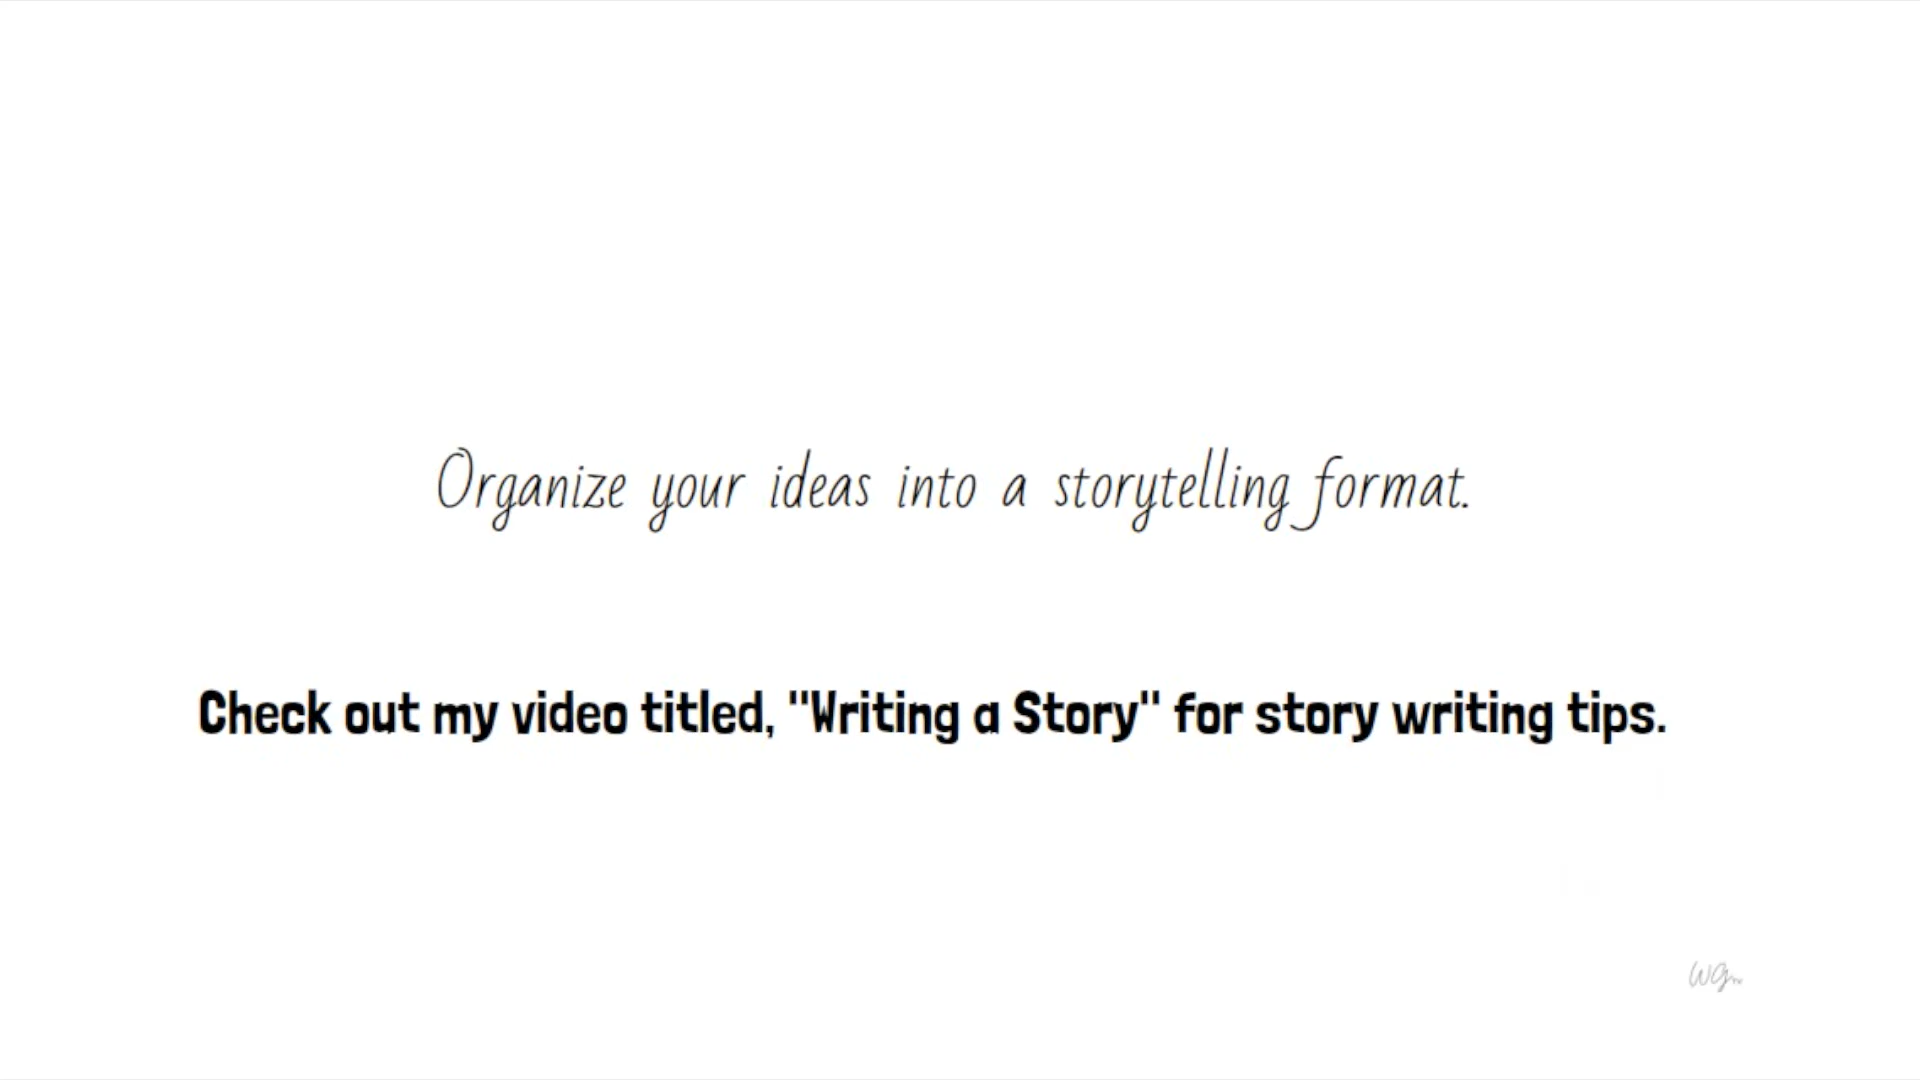 Organize your ideas into a storytelling format.
Check out my video titled, "Writing a Story" for story writing tips.